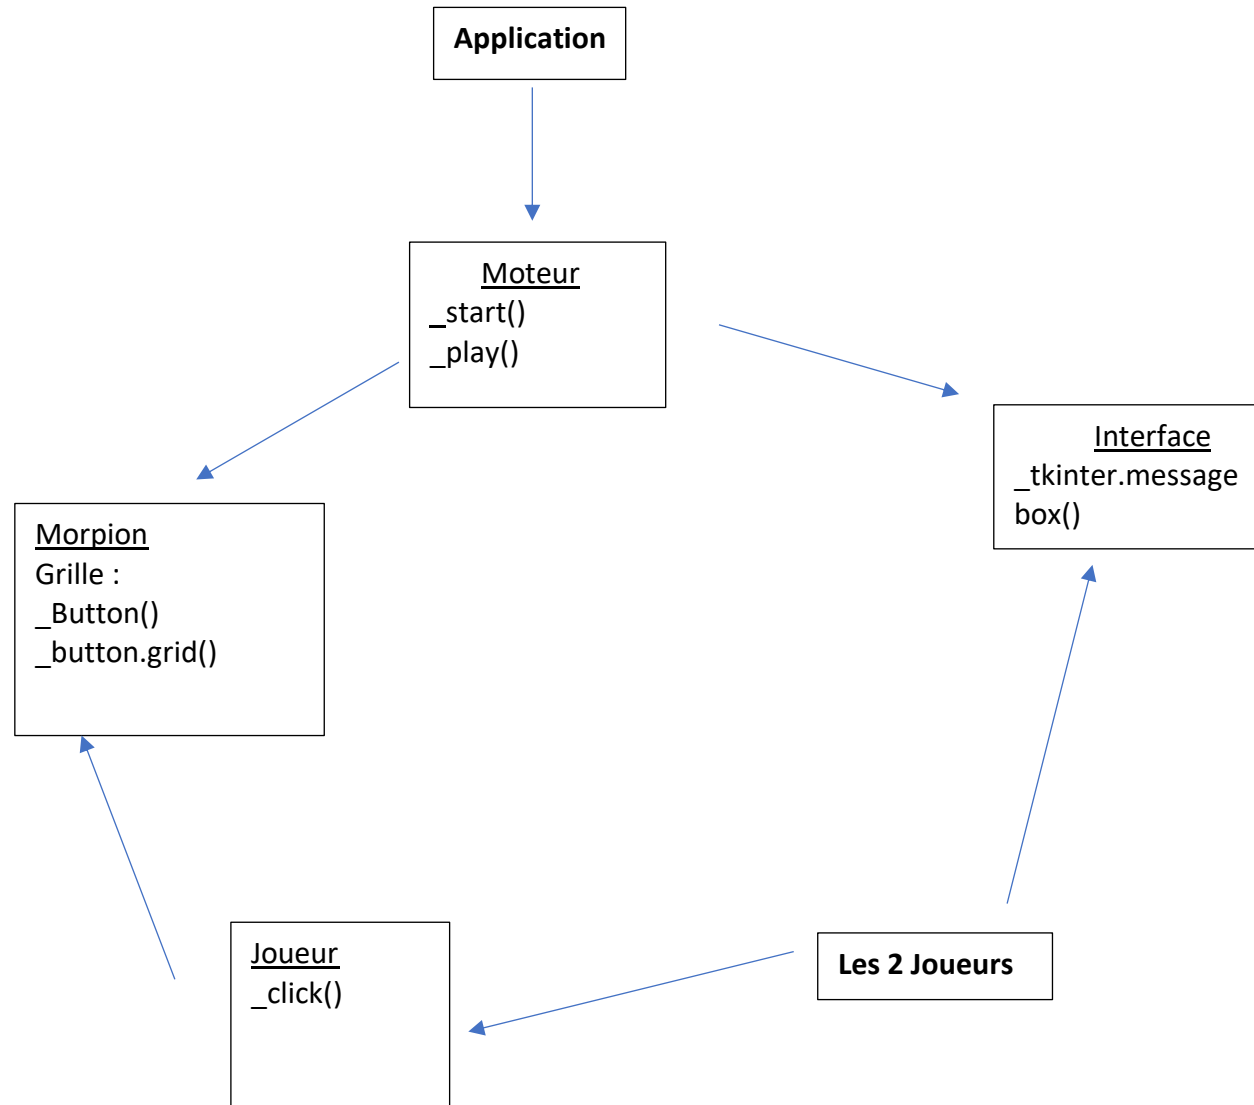 Application
Moteur
_start()
_play()
Interface
_tkinter.message
box()
Morpion
Grille :
_Button()
_button.grid()
Joueur
_click()
Les 2 Joueurs